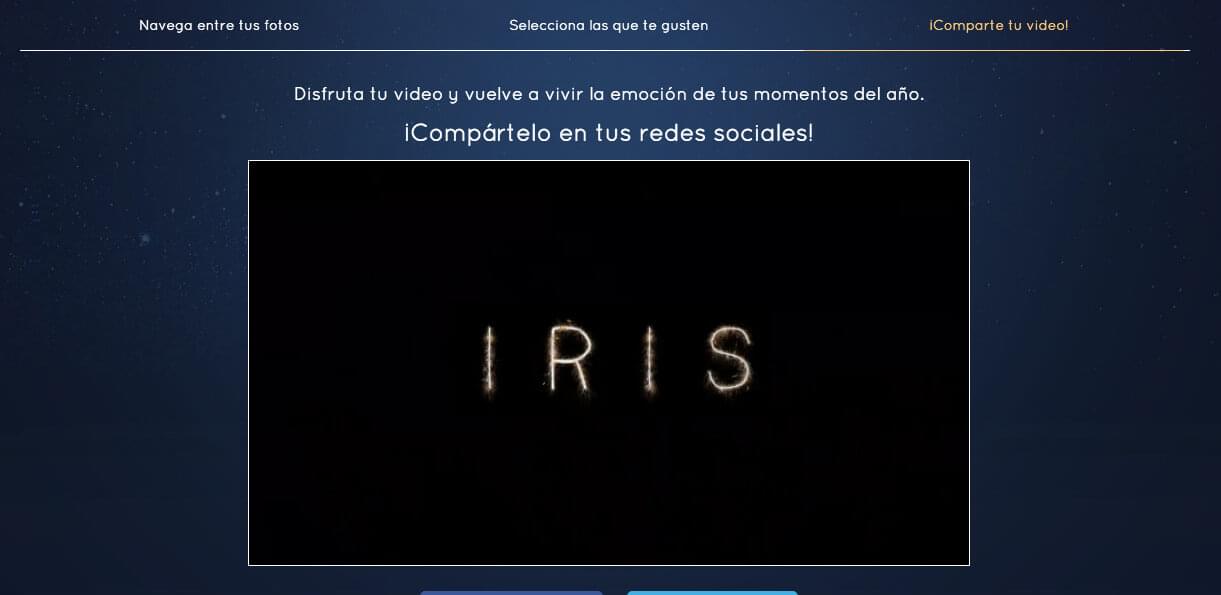 Navega entre tus fotos
Selecciona las que te gusten
¡Comparte tu video!
Disfruta tu video y vuelve a vivir la emoción de tus momentos del año.
¡Compártelo en tus redes sociales!
IRIS